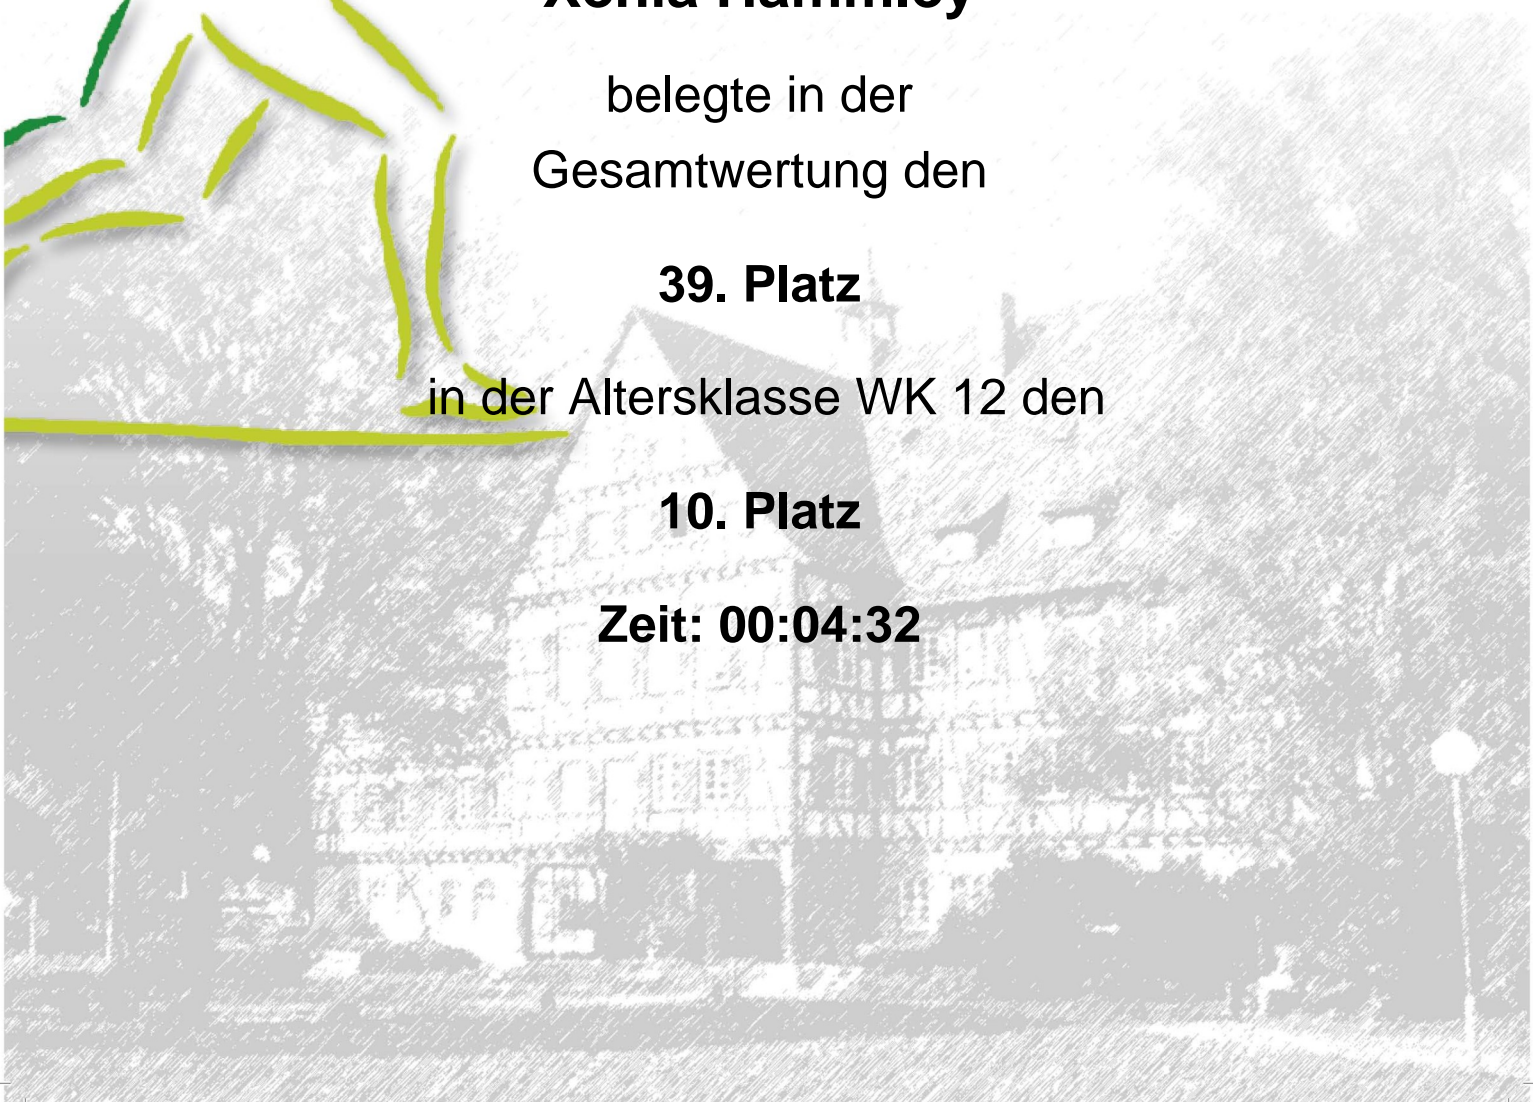 belegte in der
Gesamtwertung den
39. Platz
in der Altersklasse WK 12 den
10. Platz
Zeit: 00:04:32